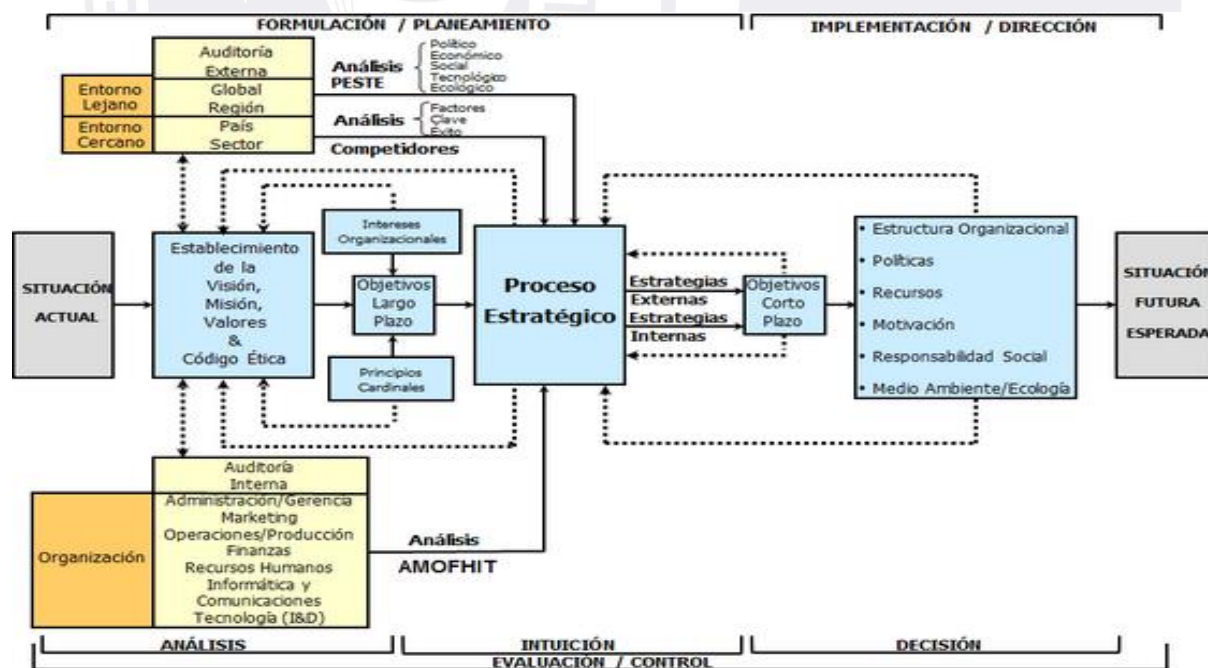 FORMULACIÓN / PLANEAMIENTO
IMPLEMENTACIÓN / DIRECCIÓN
Auditoría
Externa
Entorno
Lejano
Global
Región
Entorno
Cercano
País
Sector
Análisis
PESTE
Político
Económico
Social
Tecnológico
Ecológico
Análisis
Competidores
Factores
Clave
Éxito
SITUACIÓN
ACTUAL
Establecimiento
de la
Visión,
Misión,
Valores
&
Código Ética
Intereses
Organizacionales
Objetivos
Largo
Plazo
Principios
Cardinales
Proceso
Estratégico
Estrategias
Externas
Estrategias
Internas
Objetivos
Corto
Plazo
• Estructura Organizacional
• Políticas
• Recursos
• Motivación
• Responsabilidad Social
• Medio Ambiente/Ecología
SITUACIÓN
FUTURA
ESPERADA
Auditoría
Interna
Organización
Administración/Gerencia
Marketing
Operaciones/Producción
Finanzas
Recursos Humanos
Informática y
Comunicaciones
Tecnología (I&D)
Análisis
AMOFHIT
ANÁLISIS
INTUICIÓN
DECISIÓN
EVALUACIÓN / CONTROL